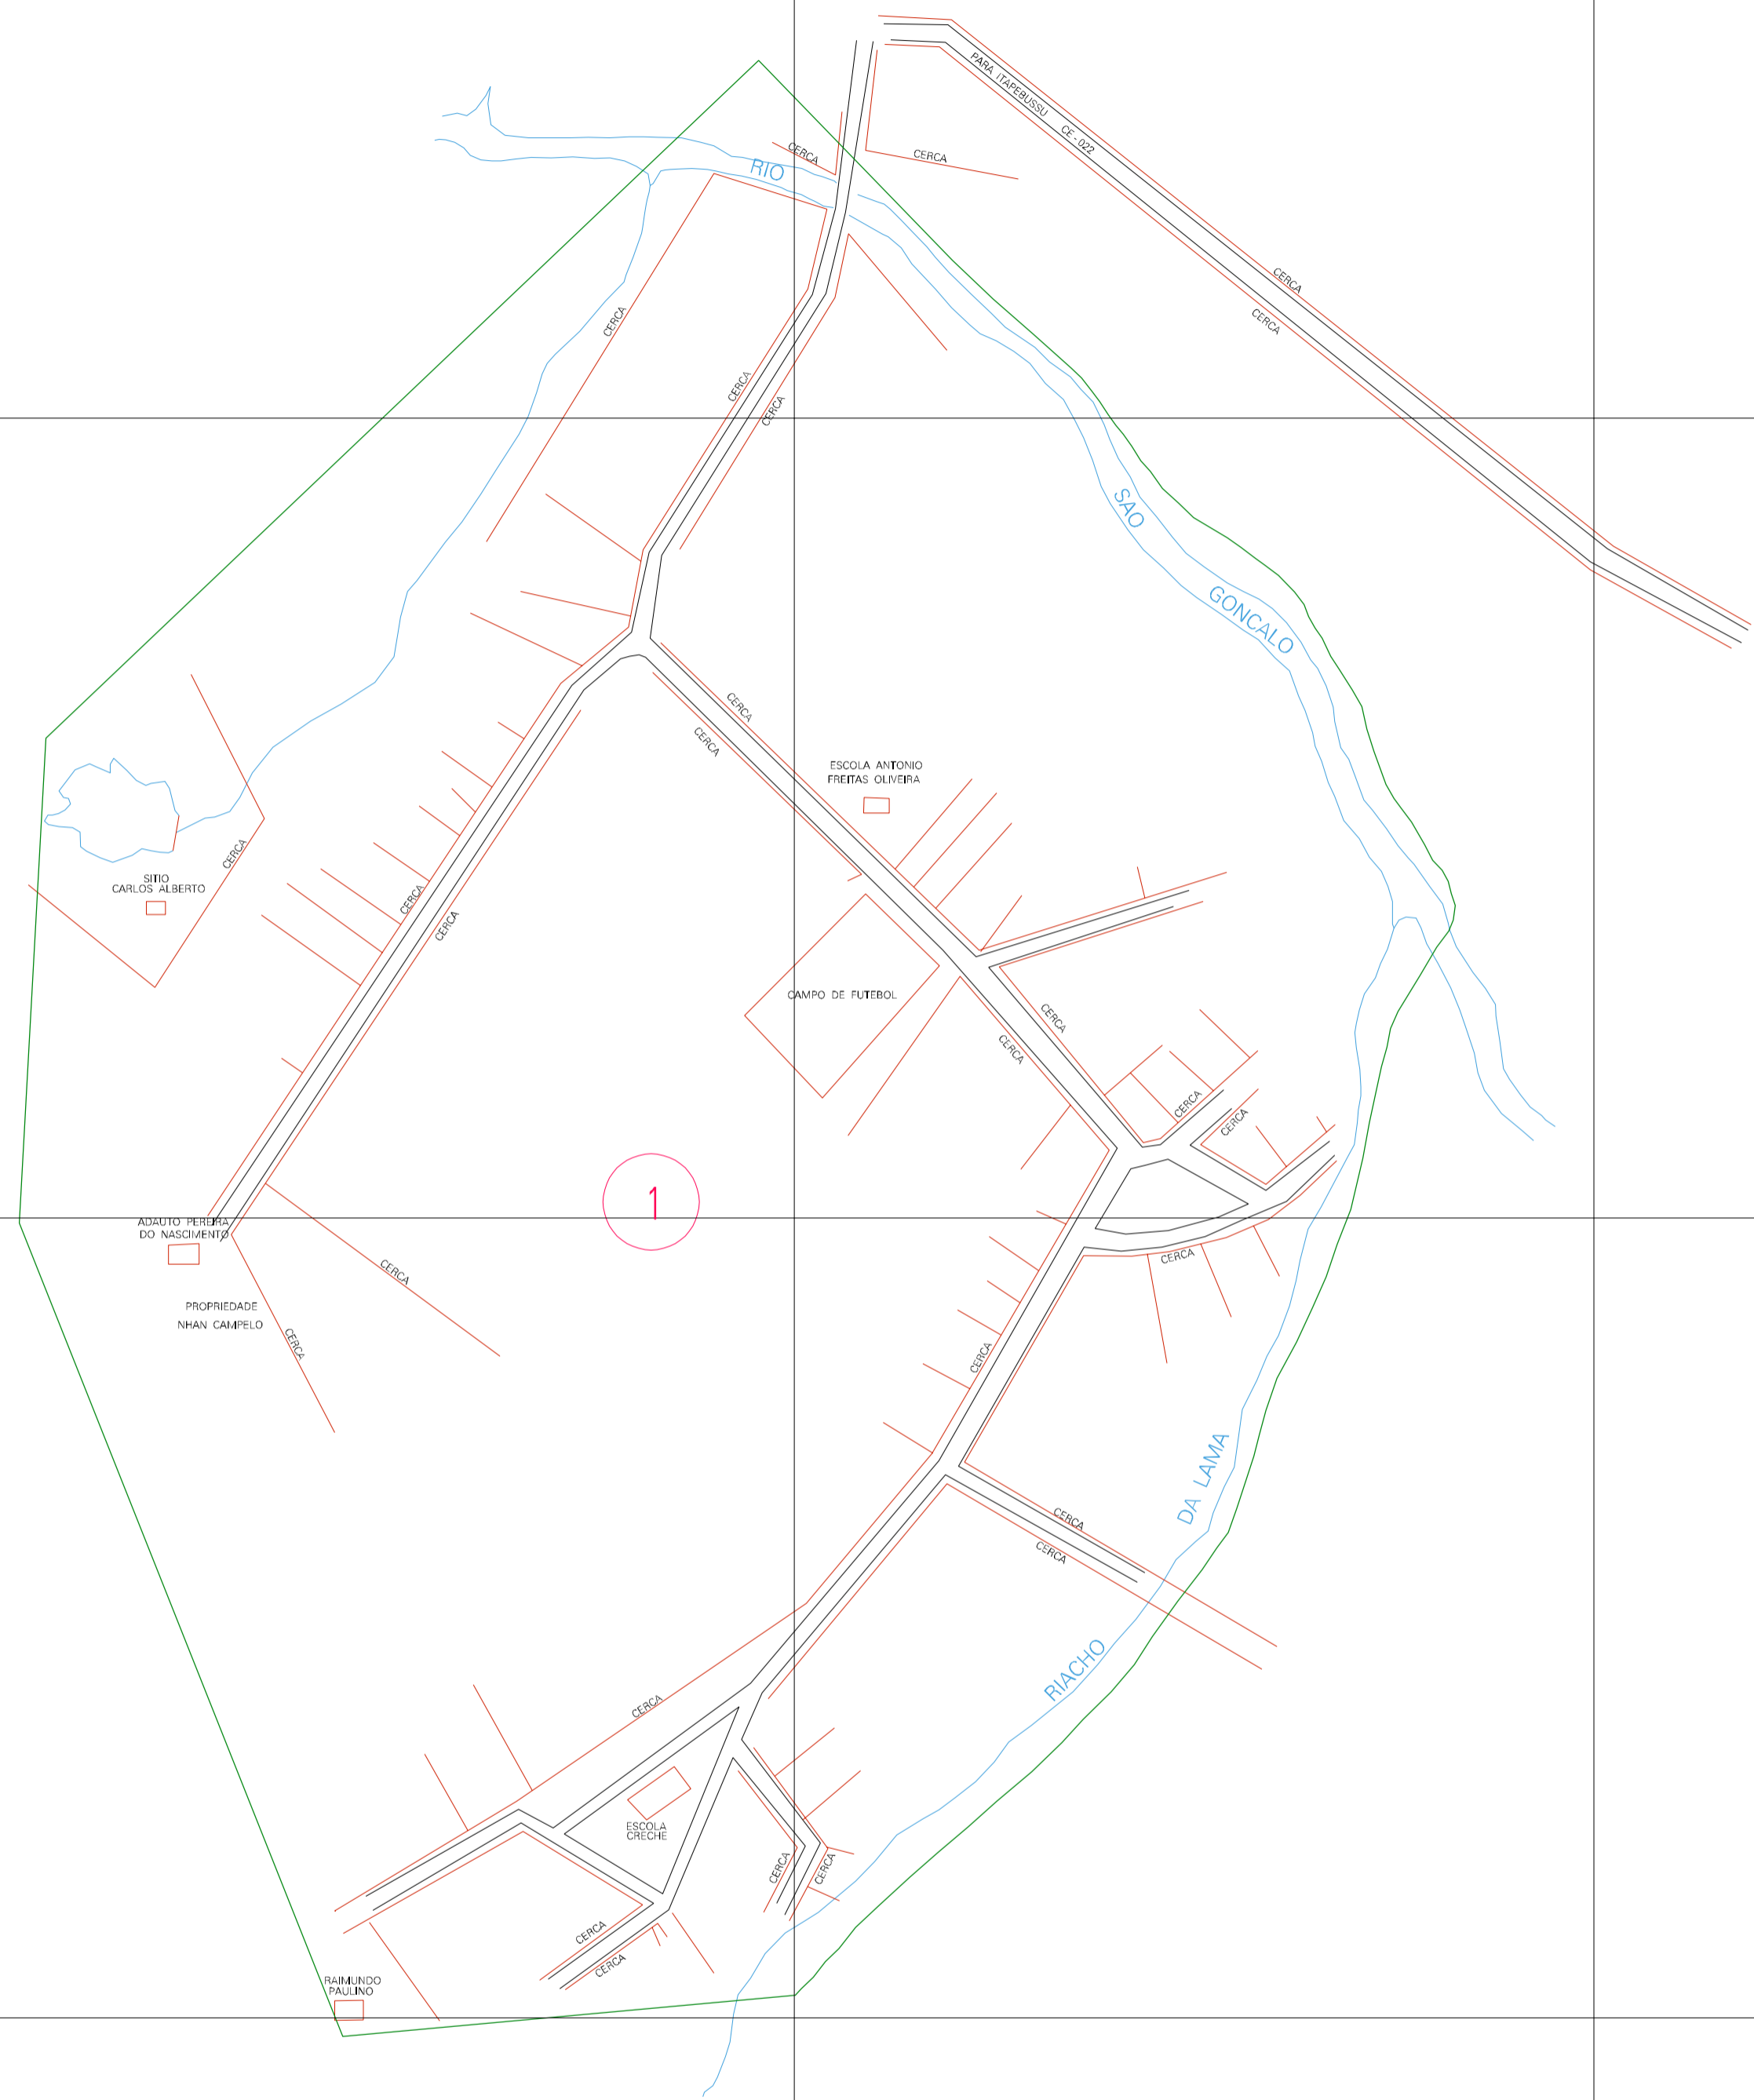 PARA ITAPEBUSSU CE - 022
CERCA
CERCA
RIO
CERCA
CERCA
CERCA
CERCA
CERCA
SAO
GONCALO
CERCA
CERCA
ESCOLA ANTONIO
FREITAS OLIVEIRA
CERCA
SITIO
CARLOS ALBERTO
CERCA
CERCA
CAMPO DE FUTEBOL
CERCA
CERCA
CERCA
CERCA
1
ADAUTO PEREIRA
DO NASCIMENTO
CERCA
CERCA
PROPRIEDADE
NHAN CAMPELO
CERCA
CERCA
DA LAMA
CERCA
CERCA
RIACHO
CERCA
ESCOLA
CRECHE
CERCA
CERCA
CERCA
CERCA
RAIMUNDO
PAULINO